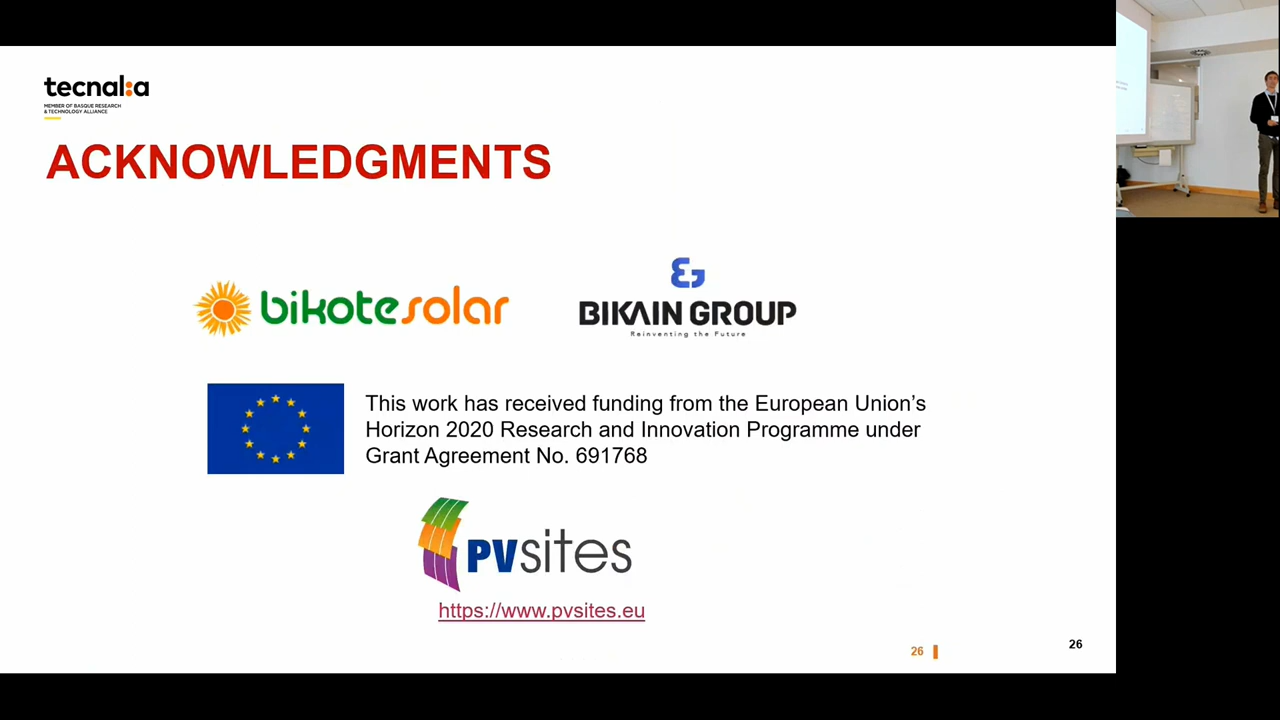 tecnal:a
MEMBER OF BASQUE RESEARCH
& TECHNOLOGY ALLIANCE
ACKNOWLEDGMENTS
bikotesolar
BIKAIN GROUP
Reinventing the Future
This work has received funding from the European Union’s
Horizon 2020 Research and Innovation Programme under
Grant Agreement No. 691768
PVsites
https://www.pvsites.eu
26
26